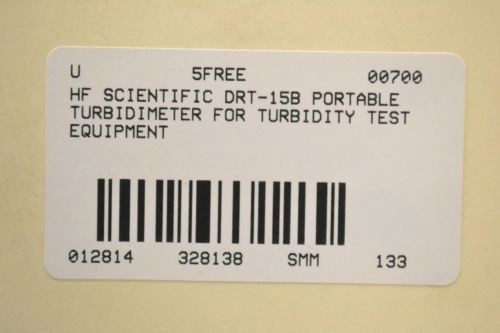 U 5FREE 00700
HF SCIENTIFIC DRT-15B PORTABLE
TURBIDIMETER FOR TURBIDITY TEST
EQUIPMENT
012814 328138 SMM 133